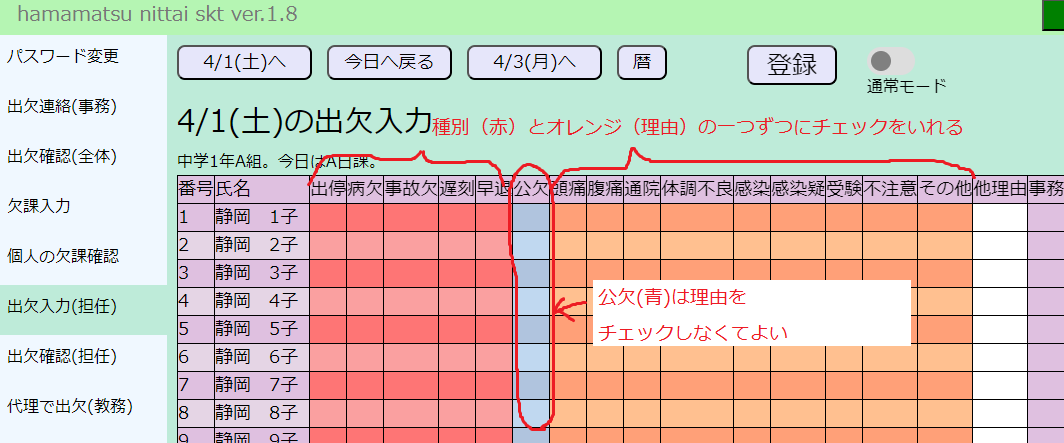 hamamatsu nittai skt ver.1.8
パスワード変更
出欠連絡(事務)
出欠確認(全体)
欠課入力
個人の欠課確認
出欠入力(担任)
出欠確認(担任)
代理で出欠(教務)
4/1(土)へ 今日へ戻る 4/3(月)へ 暦 登録
通常モード
4/1(土)の出欠入力
種別（赤）とオレンジ（理由）の一つずつにチェックをいれる
中学1年A組。今日はA日課。
番号 氏名 出停 病欠 事故欠 遅刻 早退 公欠 頭痛 腹痛 通院 体調不良 感染 感染疑 受験 不注意 その他 他理由 事務
1 静岡 1子
2 静岡 2子
3 静岡 3子
4 静岡 4子
5 静岡 5子
6 静岡 6子
7 静岡 7子
8 静岡 8子
9 静岡 9子
公欠(青)は理由を
チェックしなくてよい